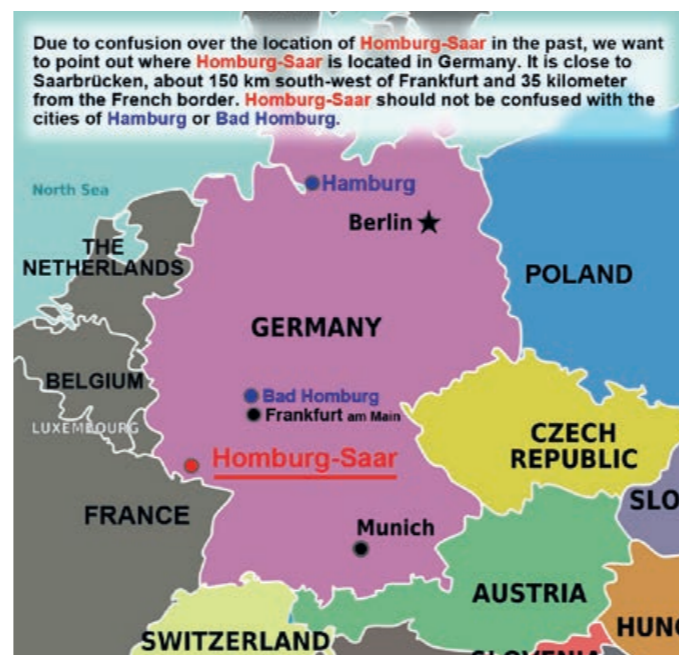 Due to confusion over the location of Homburg-Saar in the past, we want
to point out where Homburg-Saar is located in Germany. It is close to
Saarbrücken, about 150 km south-west of Frankfurt and 35 kilometer
from the French border. Homburg-Saar should not be confused with the
cities of Hamburg or Bad Homburg.
North Sea
Hamburg
Berlin
THE
NETHERLANDS
POLAND
GERMANY
BELGIUM
Bad Homburg
Frankfurt am Main
LUXEMBOURG
CZECH
REPUBLIC
Homburg-Saar
SLO
FRANCE
Munich
AUSTRIA
HUNG
SWITZERLAND
SLOVENIA